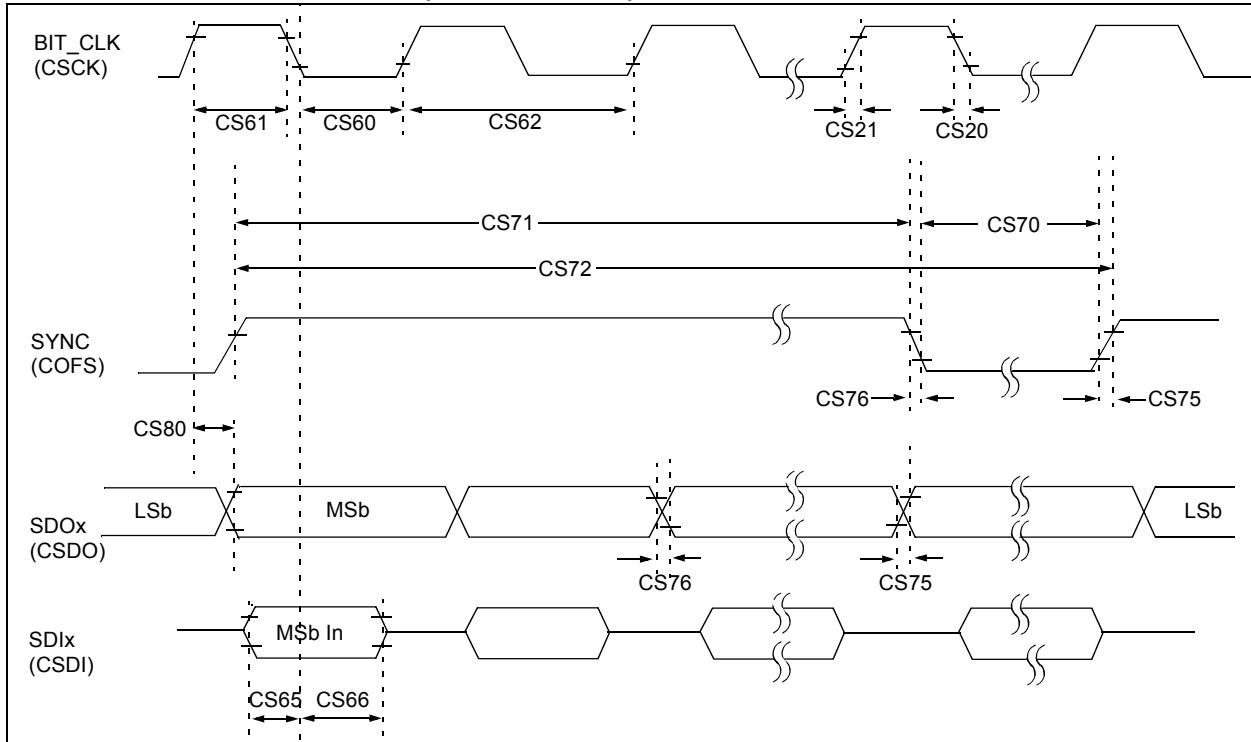 BIT_CLK
(CSCK)
CS61
CS60
CS62
CS21
CS20
CS71
CS70
CS72
SYNC
(COFS)
CS76
CS75
CS80
SDOx
(CSDO)
LSb
MSb
LSb
CS76
CS75
SDIx
(CSDI)
MSb In
CS65
CS66